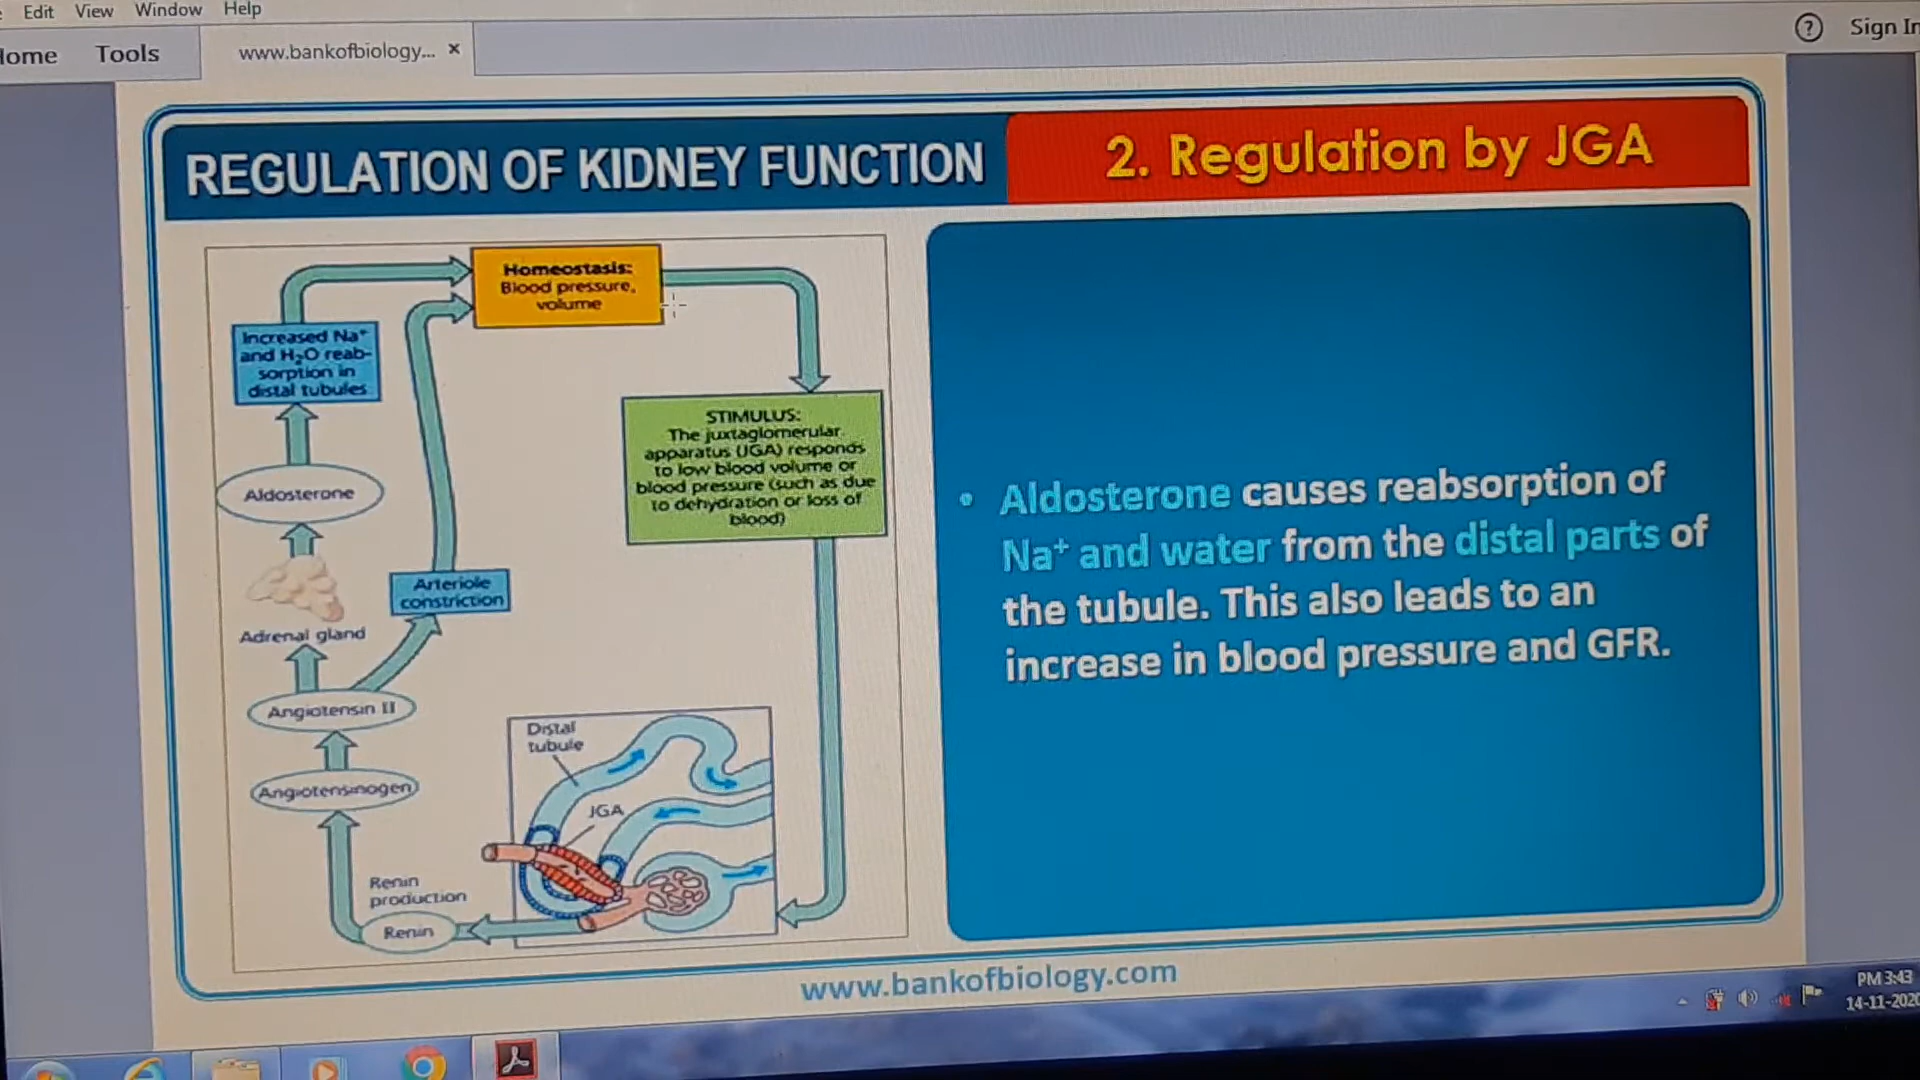 Edit View Window Help
Tools
www.bankofbiology... ×
? Sign In
REGULATION OF KIDNEY FUNCTION
2. Regulation by JGA
Homeostasis:
Blood pressure,
volume
Increased Na⁺
and H₂O reab-
sorption in
distal tubules
STIMULUS:
The juxtaglomerular
apparatus (JGA) responds
to low blood volume or
blood pressure (such as due
to dehydration or loss of
blood)
Aldosterone
Arteriole
constriction
Adrenal gland
Angiotensin II
Angiotensinogen
Distal
tubule
JGA
Renin
production
Renin
• Aldosterone causes reabsorption of
Na⁺ and water from the distal parts of
the tubule. This also leads to an
increase in blood pressure and GFR.
www.bankofbiology.com
PM 3:43
14-11-2020